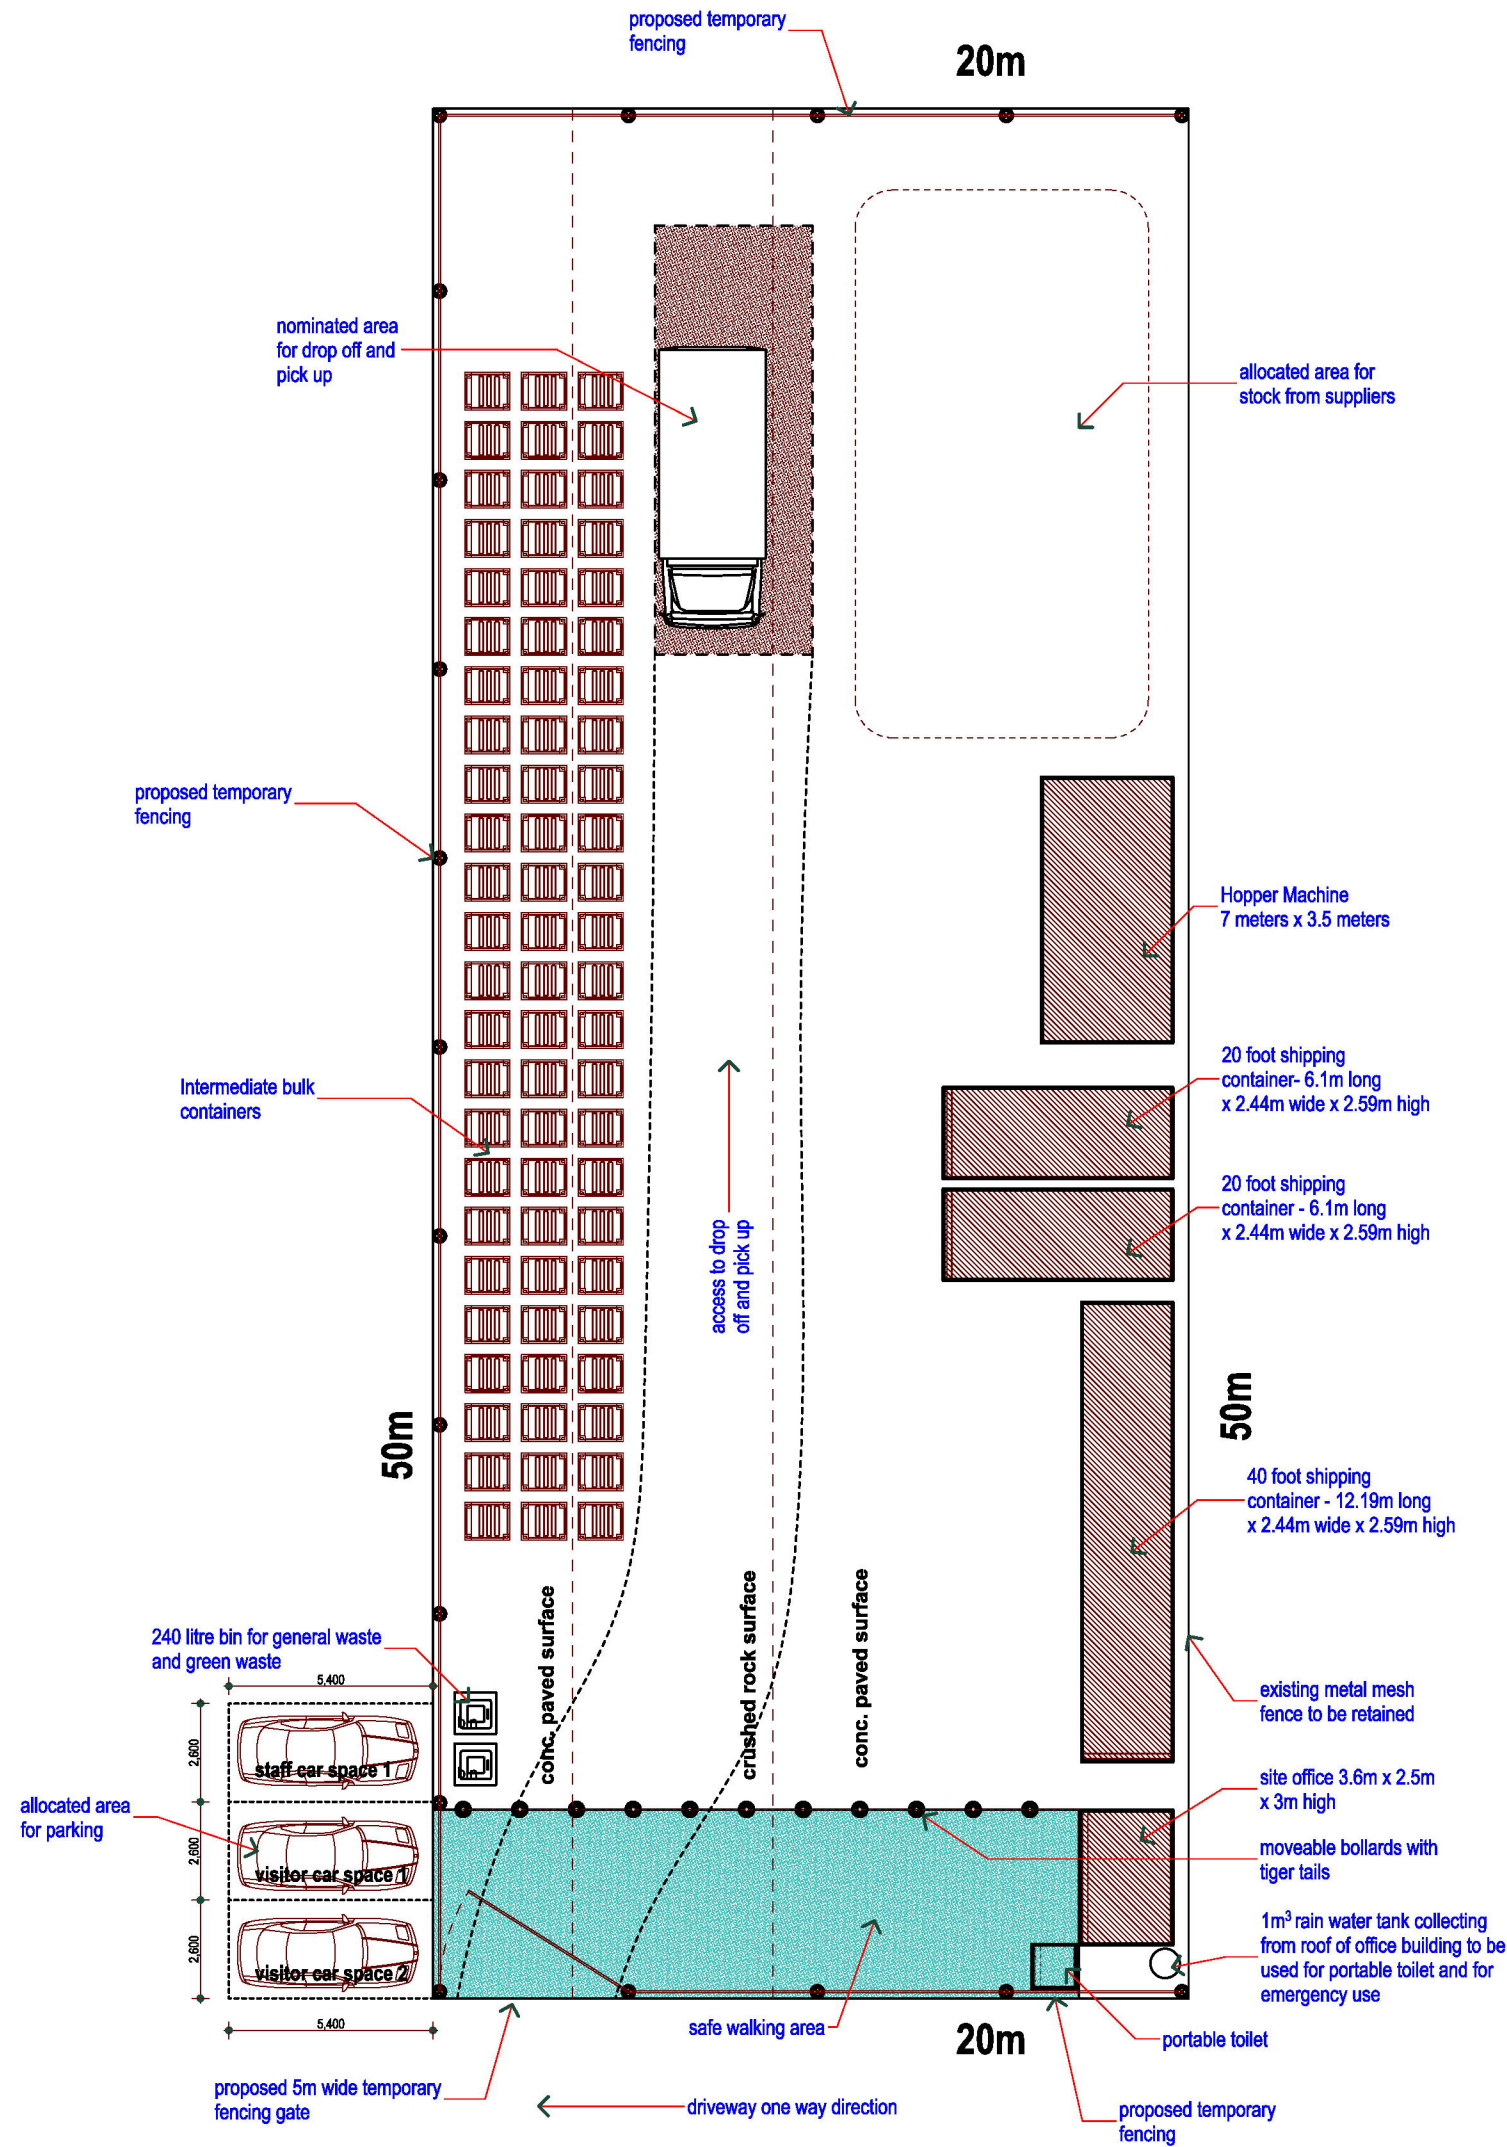 proposed temporary
fencing
20m
nominated area
for drop off and
pick up
allocated area for
stock from suppliers
proposed temporary
fencing
Hopper Machine
7 meters x 3.5 meters
20 foot shipping
container- 6.1m long
x 2.44m wide x 2.59m high
Intermediate bulk
containers
20 foot shipping
container - 6.1m long
x 2.44m wide x 2.59m high
access to drop
off and pick up
50m
50m
40 foot shipping
container - 12.19m long
x 2.44m wide x 2.59m high
conc. paved surface
crushed rock surface
conc. paved surface
240 litre bin for general waste
and green waste
5,400
existing metal mesh
fence to be retained
2,600
staff car space 1
site office 3.6m x 2.5m
x 3m high
allocated area
for parking
2,600
visitor car space 1
moveable bollards with
tiger tails
2,600
visitor car space 2
1m³ rain water tank collecting
from roof of office building to be
used for portable toilet and for
emergency use
5,400
safe walking area
20m
portable toilet
proposed 5m wide temporary
fencing gate
driveway one way direction
proposed temporary
fencing